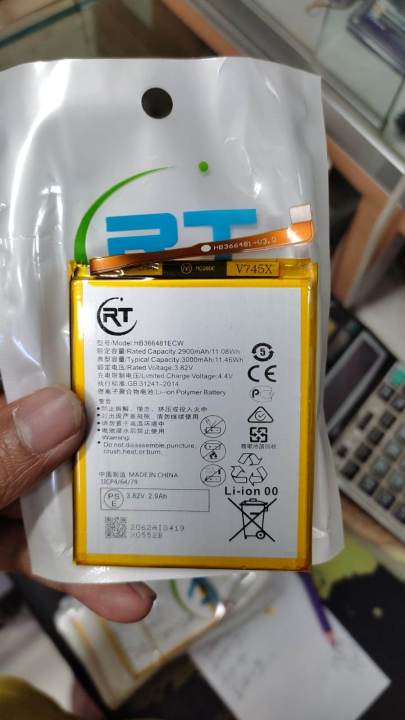 RT
HB366481-V3.0
V745X
RT
型号/Model:HB366481ECW
额定容量/Rated Capacity:2900mAh/11.08Wh
典型容量/Typical Capacity:3000mAh/11.46Wh
额定电压/Rated Voltage:3.82V
充电限制电压/Limited Charge Voltage:4.4V
执行标准:GB 31241-2014
锂离子聚合物电池/Li-ion Polymer Battery
警告!
Warning:
Do not disassemble,puncture,
crush,heat,or burn.
中国制造 MADE IN CHINA
1ICP4/64/79
PS
E
3.82V 2.9Ah
Li-ion 00